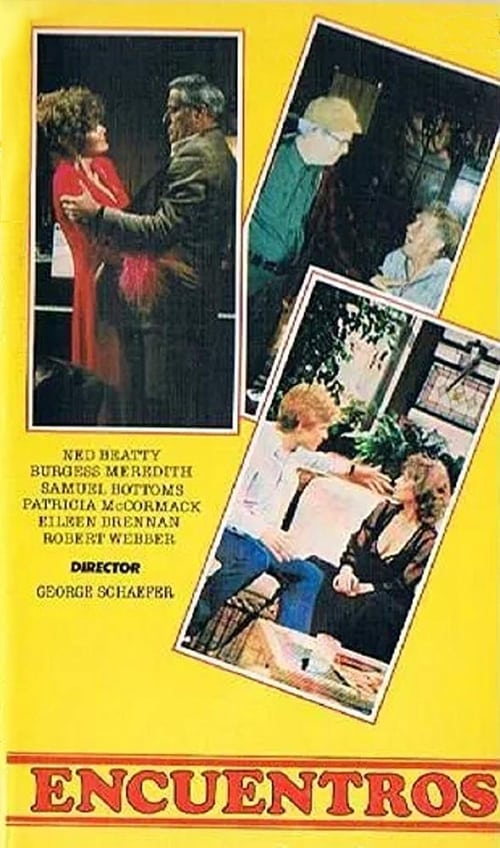 NED BEATTY
BURGESS MEREDITH
SAMUEL BOTTOMS
PATRICIA McCORMACK
EILEEN BRENNAN
ROBERT WEBBER
DIRECTOR
GEORGE SCHAEFER
ENCUENTROS